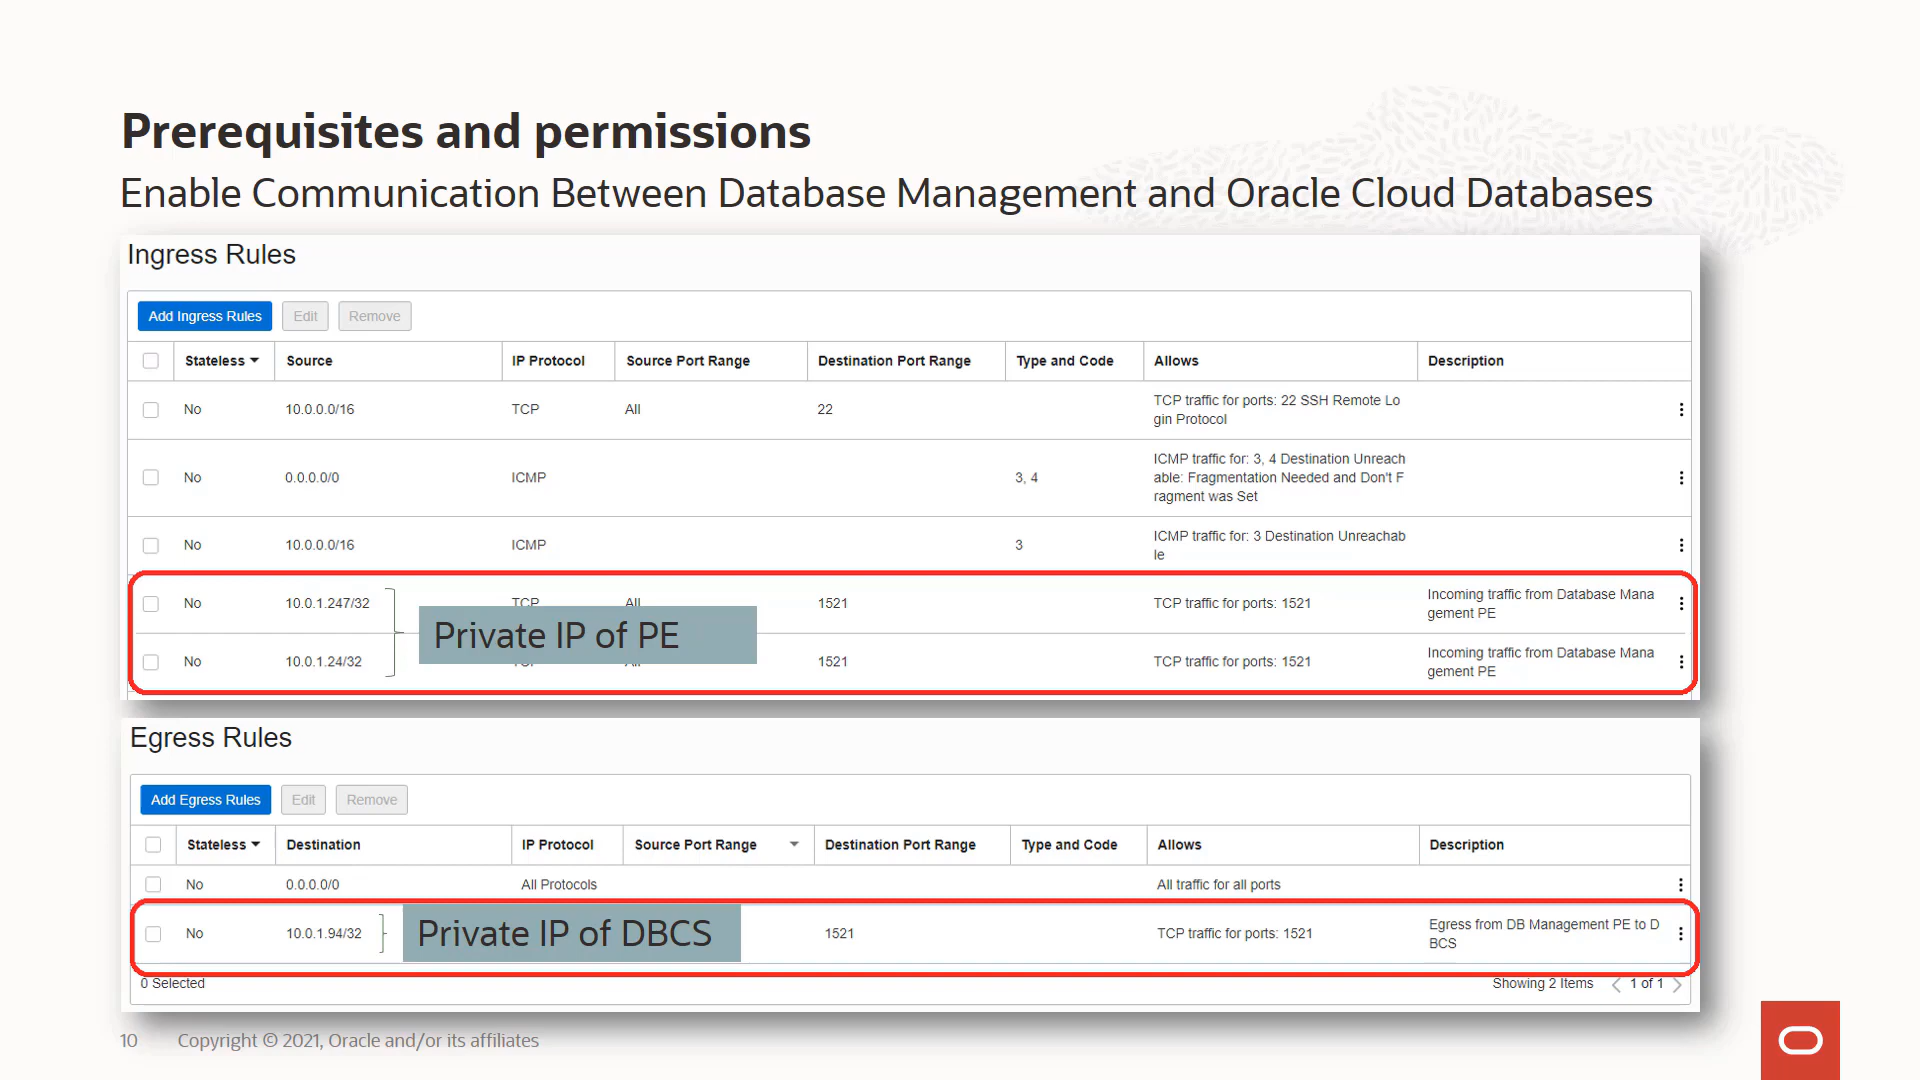 Prerequisites and permissions
Enable Communication Between Database Management and Oracle Cloud Databases
Ingress Rules
Add Ingress Rules Edit Remove
Stateless Source IP Protocol Source Port Range Destination Port Range Type and Code Allows Description
No 10.0.0.0/16 TCP All 22 TCP traffic for ports: 22 SSH Remote Lo
gin Protocol
No 0.0.0.0/0 ICMP 3, 4 ICMP traffic for: 3, 4 Destination Unreach
able: Fragmentation Needed and Don't F
ragment was Set
No 10.0.0.0/16 ICMP 3 ICMP traffic for: 3 Destination Unreachab
le
No 10.0.1.247/32 TCP All 1521 TCP traffic for ports: 1521 Incoming traffic from Database Mana
gement PE
Private IP of PE
No 10.0.1.24/32 TCP All 1521 TCP traffic for ports: 1521 Incoming traffic from Database Mana
gement PE
Egress Rules
Add Egress Rules Edit Remove
Stateless Destination IP Protocol Source Port Range Destination Port Range Type and Code Allows Description
No 0.0.0.0/0 All Protocols All traffic for all ports
No 10.0.1.94/32 Private IP of DBCS 1521 TCP traffic for ports: 1521 Egress from DB Management PE to D
BCS
0 Selected Showing 2 Items 1 of 1
10 Copyright © 2021, Oracle and/or its affiliates